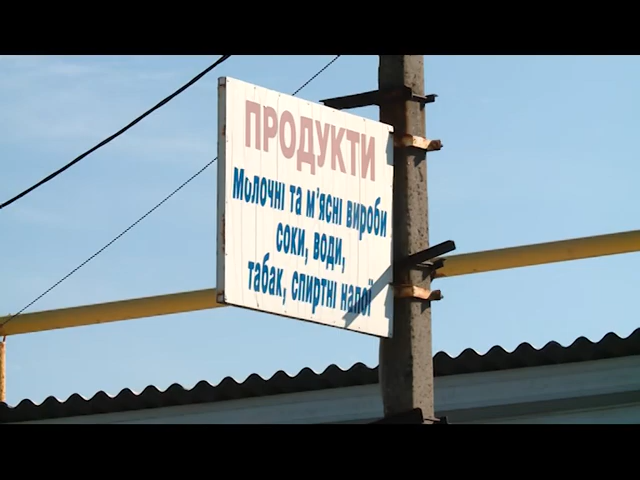 ПРОДУКТИ
Молочні та м'ясні вироби
соки, води,
табак, спиртні напої